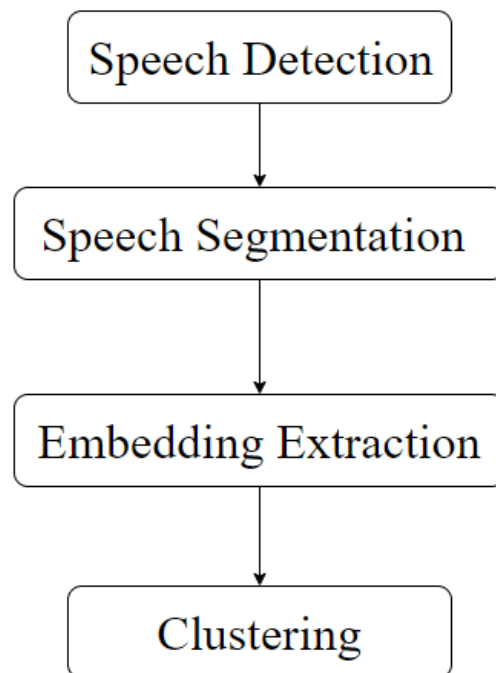 Speech Detection
Speech Segmentation
Embedding Extraction
Clustering